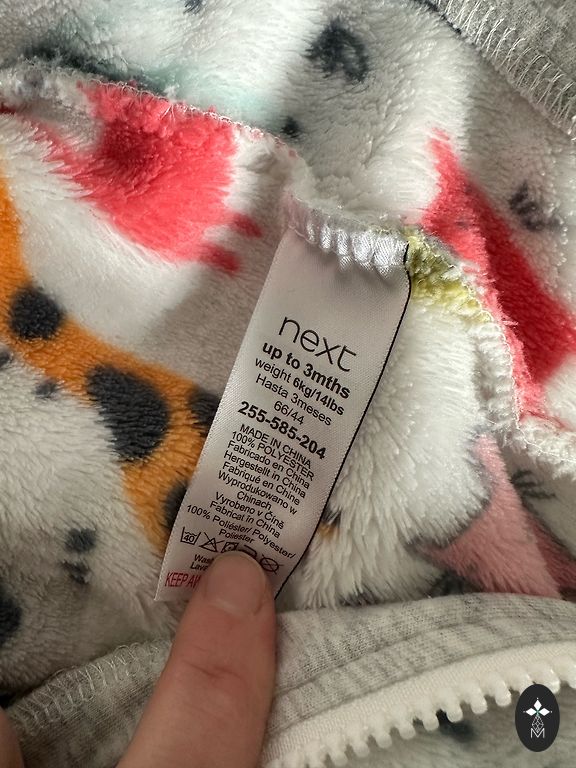 next
up to 3mths
weight 6kg/14lbs
Hasta 3meses
66/44
255-585-204
MADE IN CHINA
100% POLYESTER
Fabricado en China
Hergestellt in China
Fabriqué en Chine
Wyprodukowano w
Chinach
Vyrobeno v Číně
Fabricat în China
100% Poliéster/ Polyester/
Poliester
40
KEEP
M